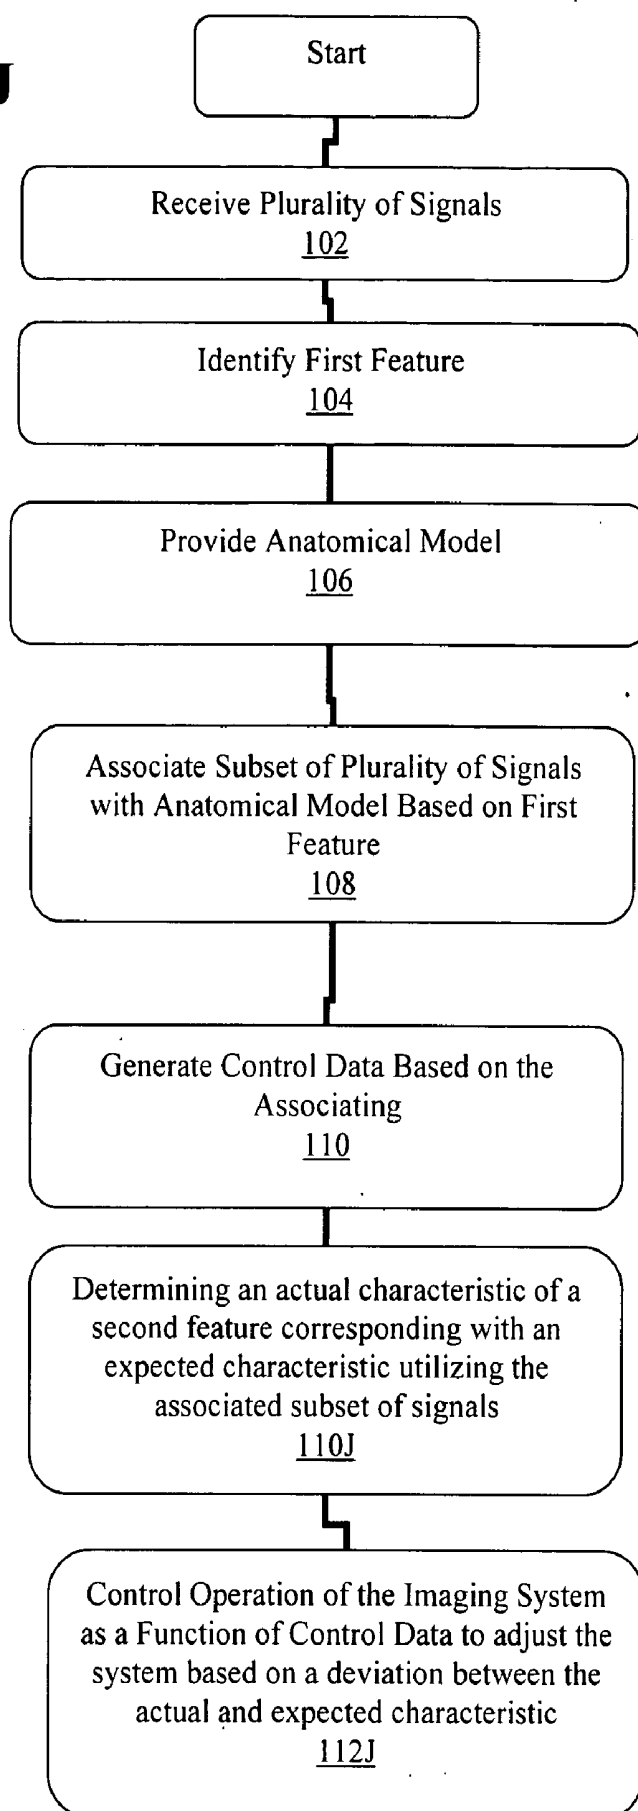 Start
Receive Plurality of Signals
102
Identify First Feature
104
Provide Anatomical Model
106
Associate Subset of Plurality of Signals
with Anatomical Model Based on First
Feature
108
Generate Control Data Based on the
Associating
110
Determining an actual characteristic of a
second feature corresponding with an
expected characteristic utilizing the
associated subset of signals
110J
Control Operation of the Imaging System
as a Function of Control Data to adjust the
system based on a deviation between the
actual and expected characteristic
112J